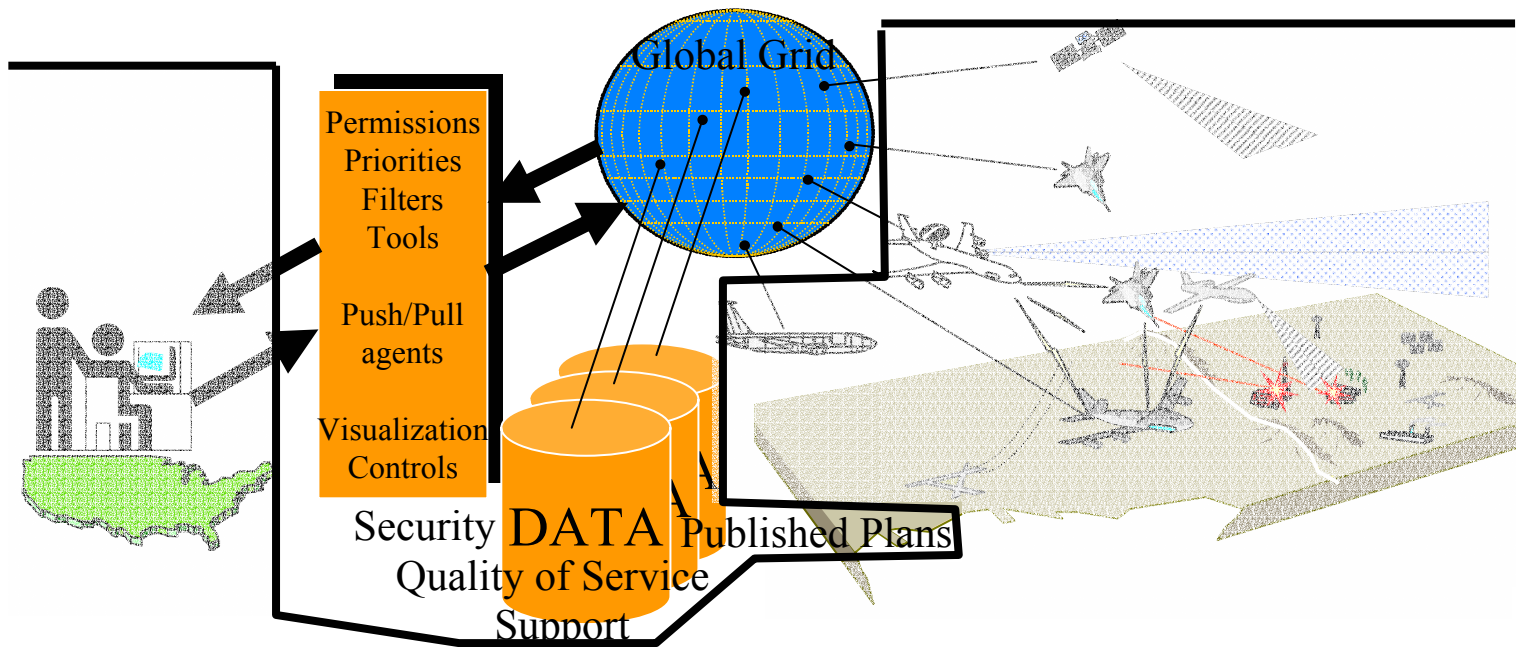 Global Grid
Permissions
Priorities
Filters
Tools
Push/Pull
agents
Visualization
Controls
Security DATA Published Plans
A
A
Quality of Service
Support